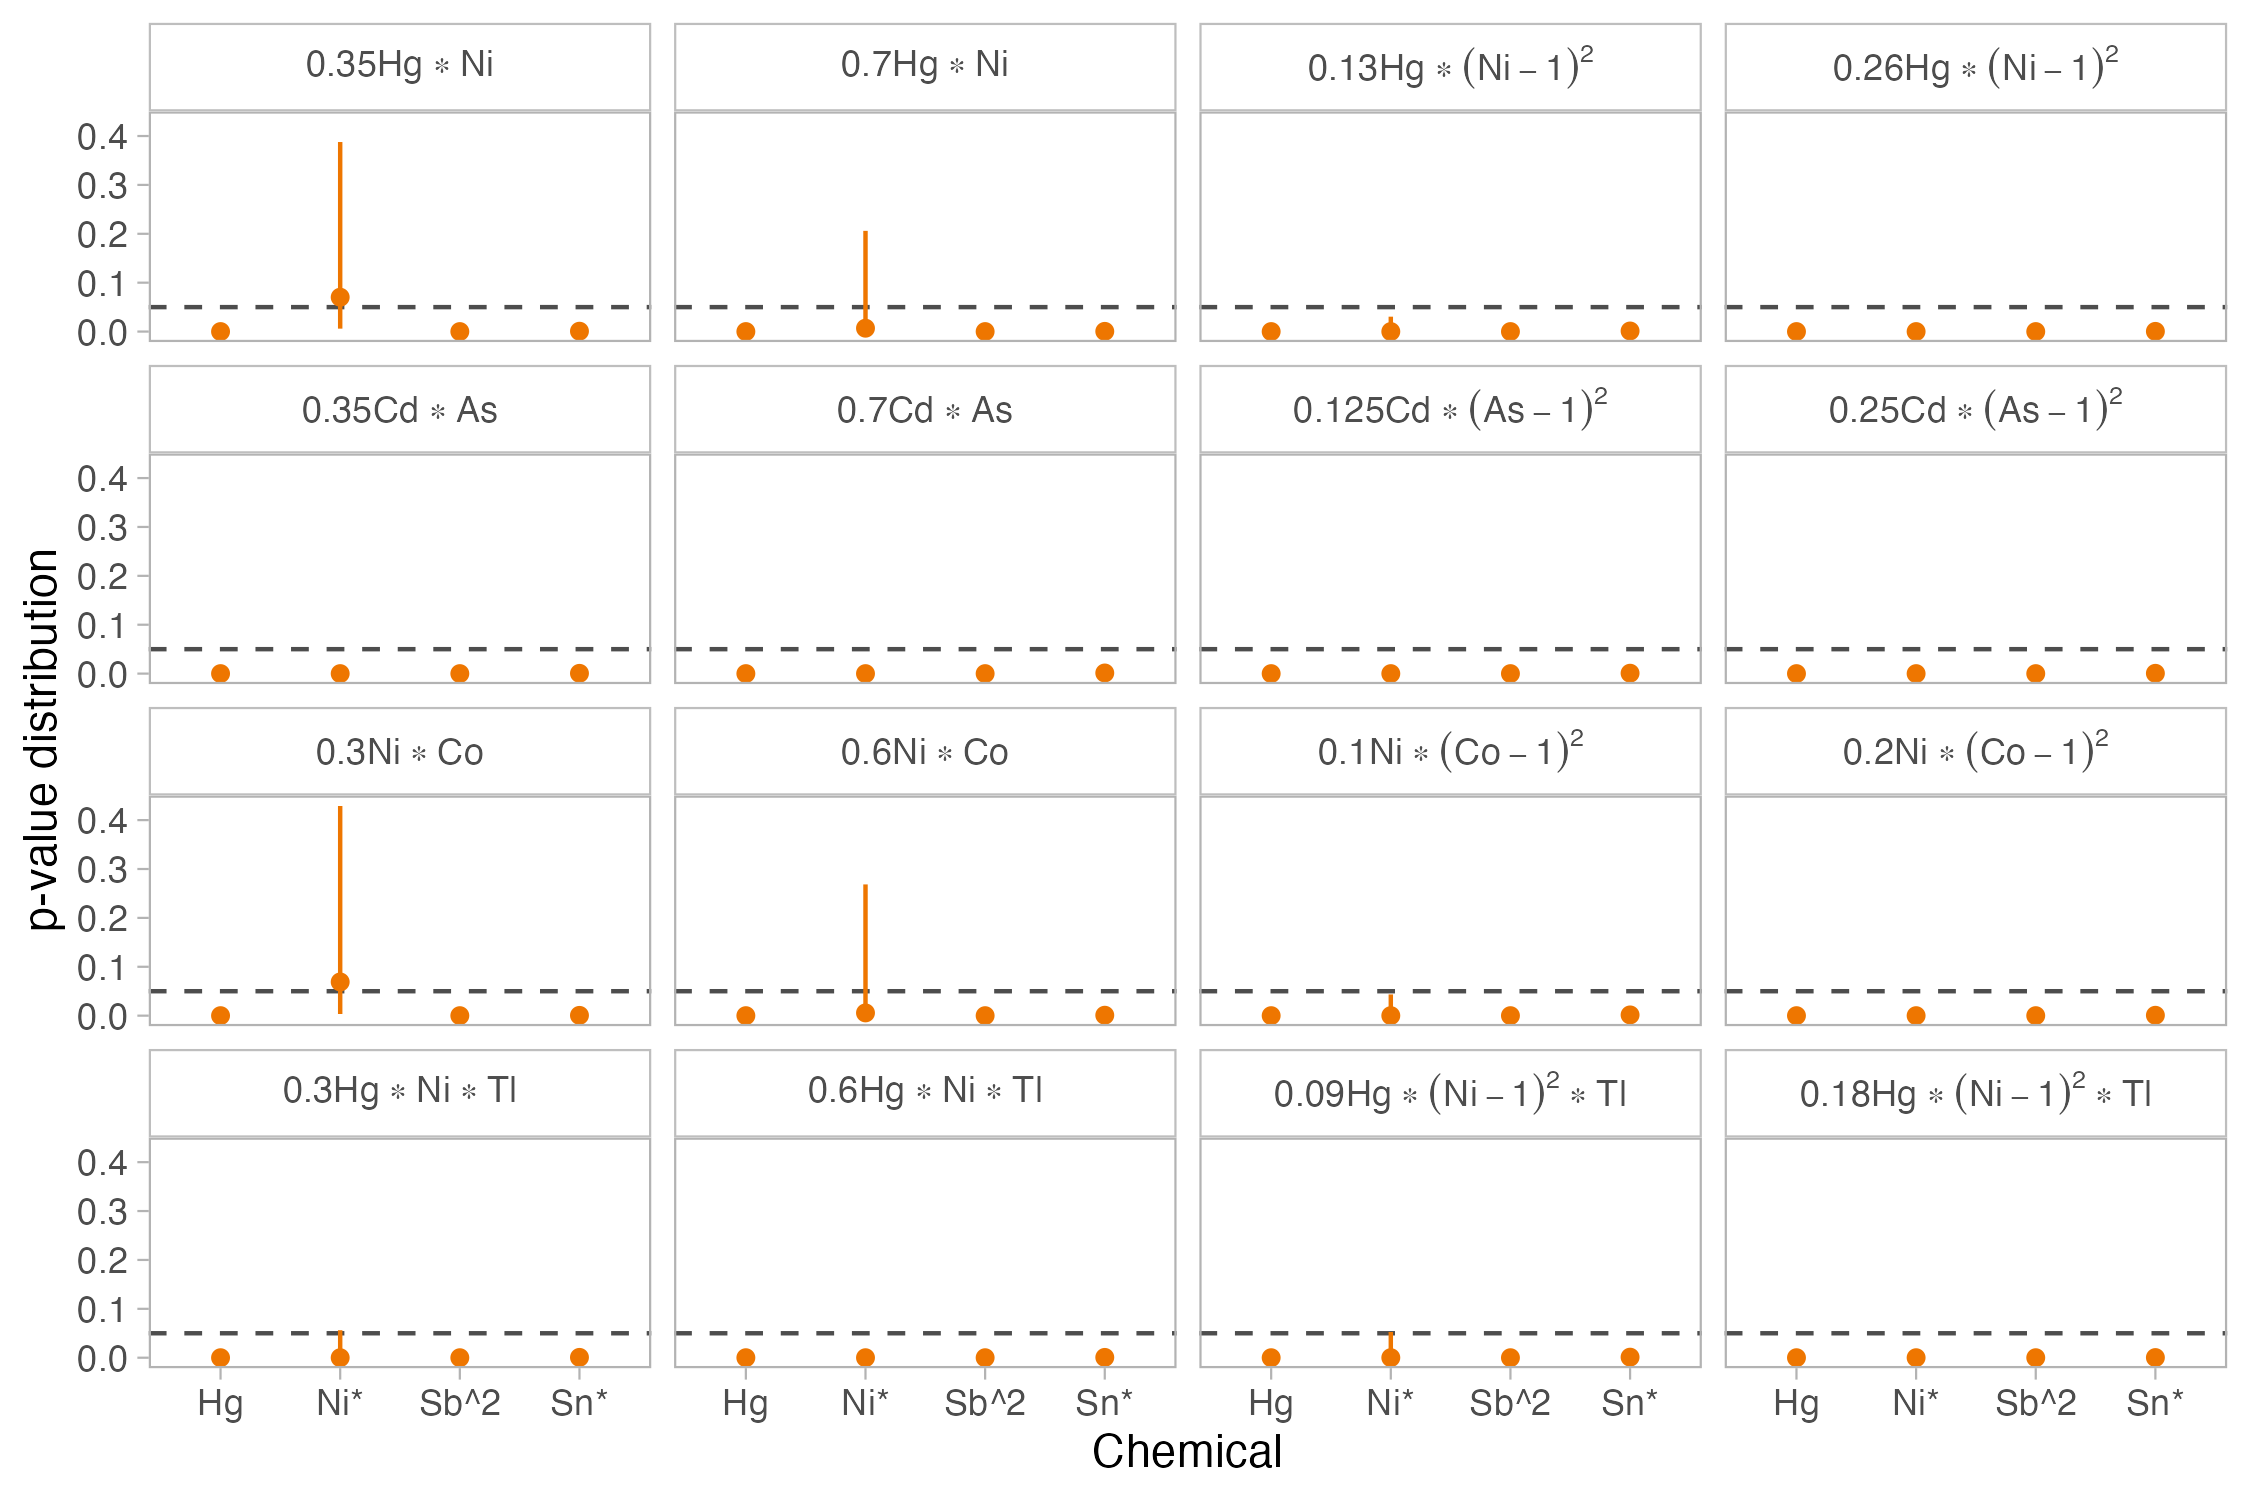 0.35Hg ∗ Ni
0.7Hg ∗ Ni
0.13Hg ∗ (Ni − 1)²
0.26Hg ∗ (Ni − 1)²
0.4
0.3
0.2
0.1
0.0
0.35Cd ∗ As
0.7Cd ∗ As
0.125Cd ∗ (As − 1)²
0.25Cd ∗ (As − 1)²
0.4
0.3
0.2
0.1
0.0
p-value distribution
0.3Ni ∗ Co
0.6Ni ∗ Co
0.1Ni ∗ (Co − 1)²
0.2Ni ∗ (Co − 1)²
0.4
0.3
0.2
0.1
0.0
0.3Hg ∗ Ni ∗ Tl
0.6Hg ∗ Ni ∗ Tl
0.09Hg ∗ (Ni − 1)² ∗ Tl
0.18Hg ∗ (Ni − 1)² ∗ Tl
0.4
0.3
0.2
0.1
0.0
Hg Ni* Sb^2 Sn*
Hg Ni* Sb^2 Sn*
Hg Ni* Sb^2 Sn*
Hg Ni* Sb^2 Sn*
Chemical